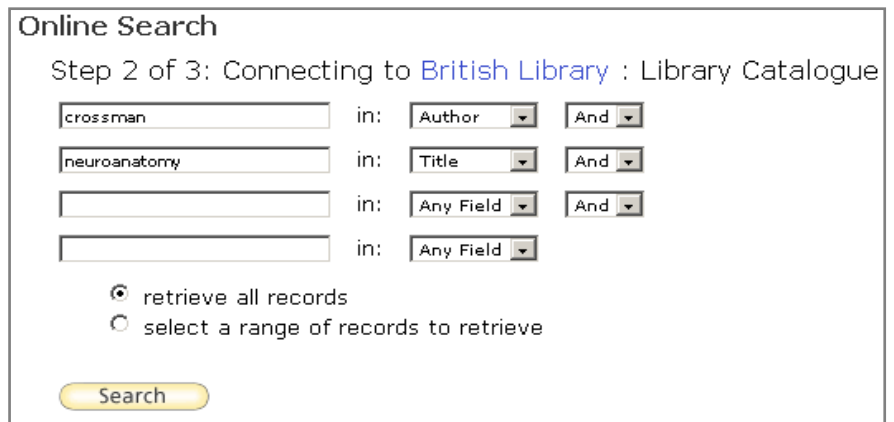 Online Search
Step 2 of 3: Connecting to British Library : Library Catalogue
crossman in: Author And
neuroanatomy in: Title And
in: Any Field And
in: Any Field
retrieve all records
select a range of records to retrieve
Search